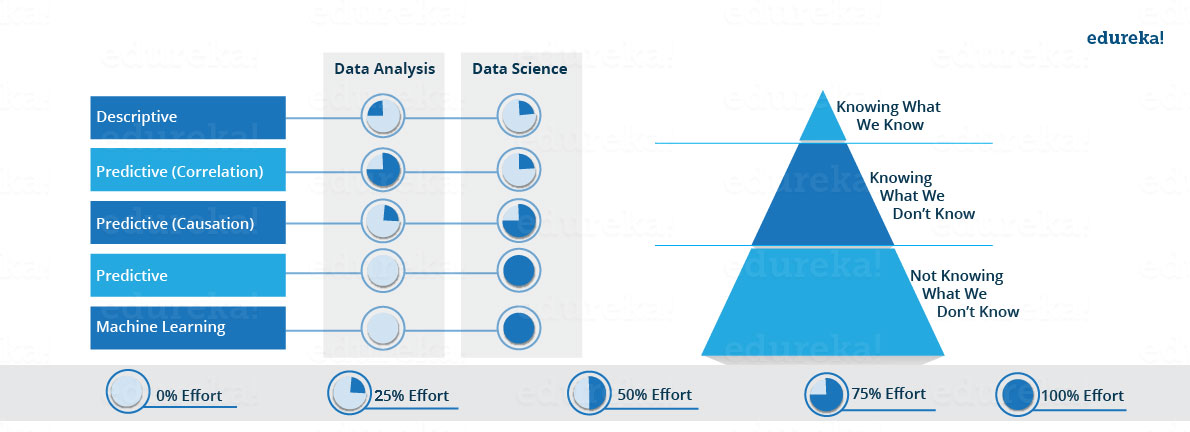 edureka!
Data Analysis
Data Science
Descriptive
Predictive (Correlation)
Predictive (Causation)
Predictive
Machine Learning
Knowing What
We Know
Knowing
What We
Don’t Know
Not Knowing
What We
Don’t Know
0% Effort
25% Effort
50% Effort
75% Effort
100% Effort